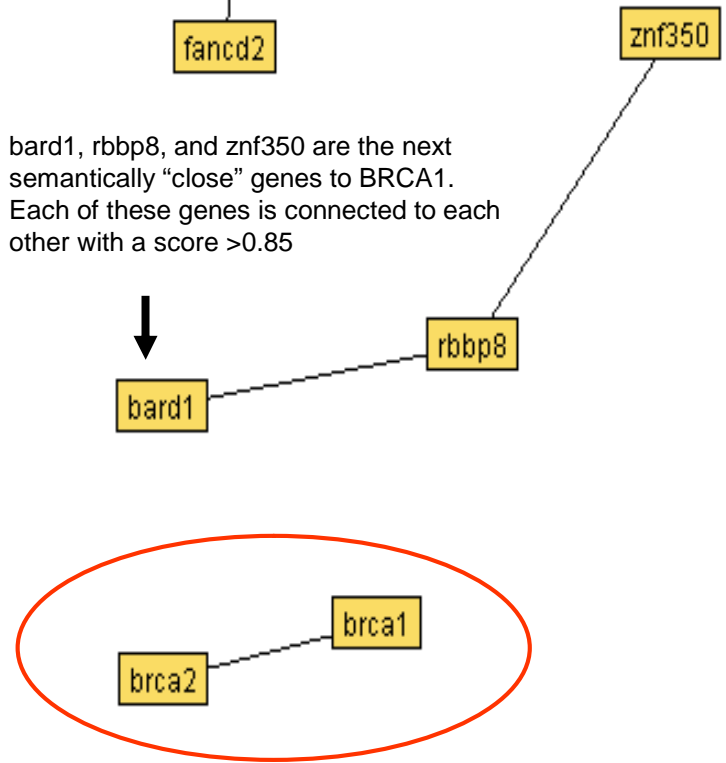 fancd2
znf350
bard1, rbbp8, and znf350 are the next
semantically “close” genes to BRCA1.
Each of these genes is connected to each
other with a score >0.85
rbbp8
bard1
brca1
brca2